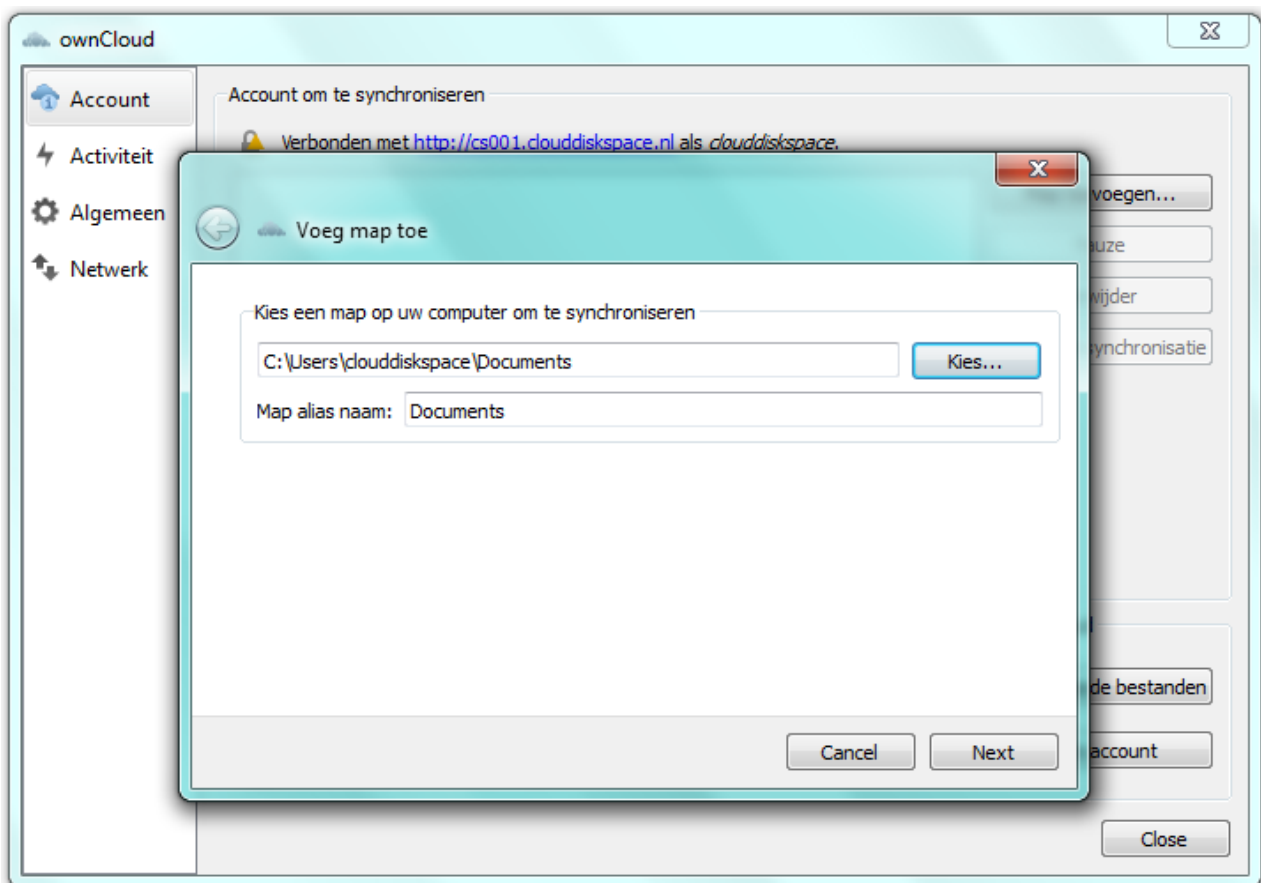 ownCloud
Account
Activiteit
Algemeen
Netwerk
Account om te synchroniseren
Verbonden met http://cs001.clouddiskspace.nl als clouddiskspace.
voegen...
Voeg map toe
Kies een map op uw computer om te synchroniseren
C:\Users\clouddiskspace\Documents
Kies...
Map alias naam:
Documents
Cancel
Next
synchronisatie
de bestanden
account
Close